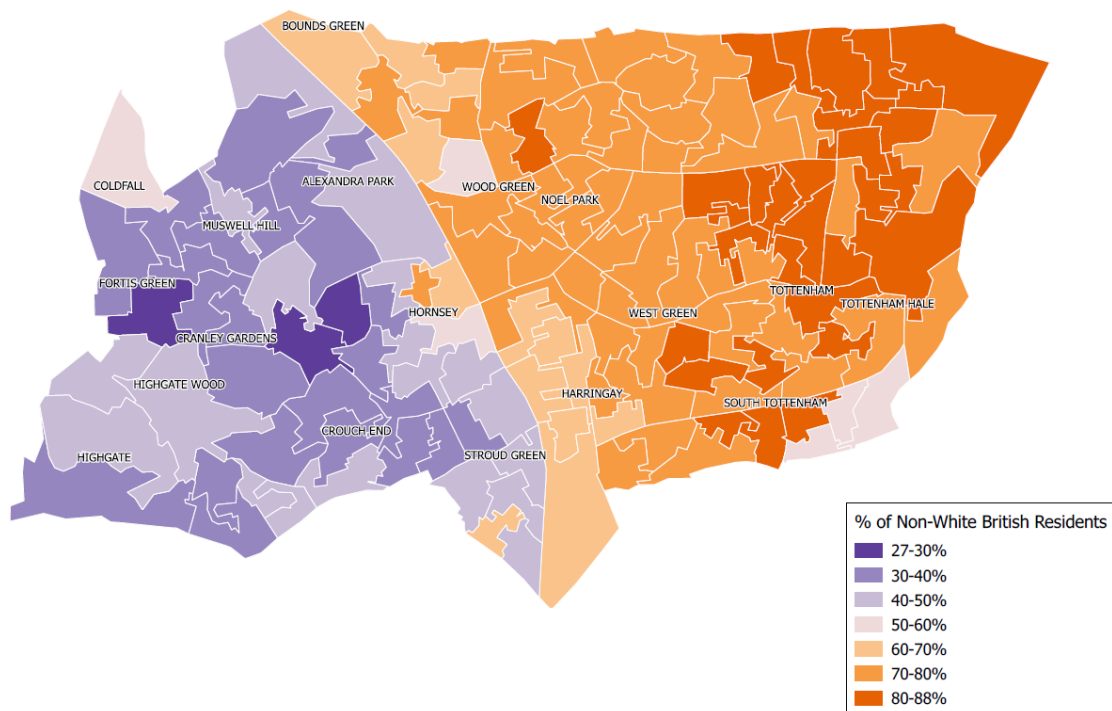 BOUNDS GREEN
COLDFALL
ALEXANDRA PARK
WOOD GREEN
NOEL PARK
MUSWELL HILL
FORTIS GREEN
TOTTENHAM
TOTTENHAM HALE
HORNSEY
WEST GREEN
CRANLEY GARDENS
HIGHGATE WOOD
HARRINGAY
SOUTH TOTTENHAM
CROUCH END
HIGHGATE
STROUD GREEN
% of Non-White British Residents
27-30%
30-40%
40-50%
50-60%
60-70%
70-80%
80-88%